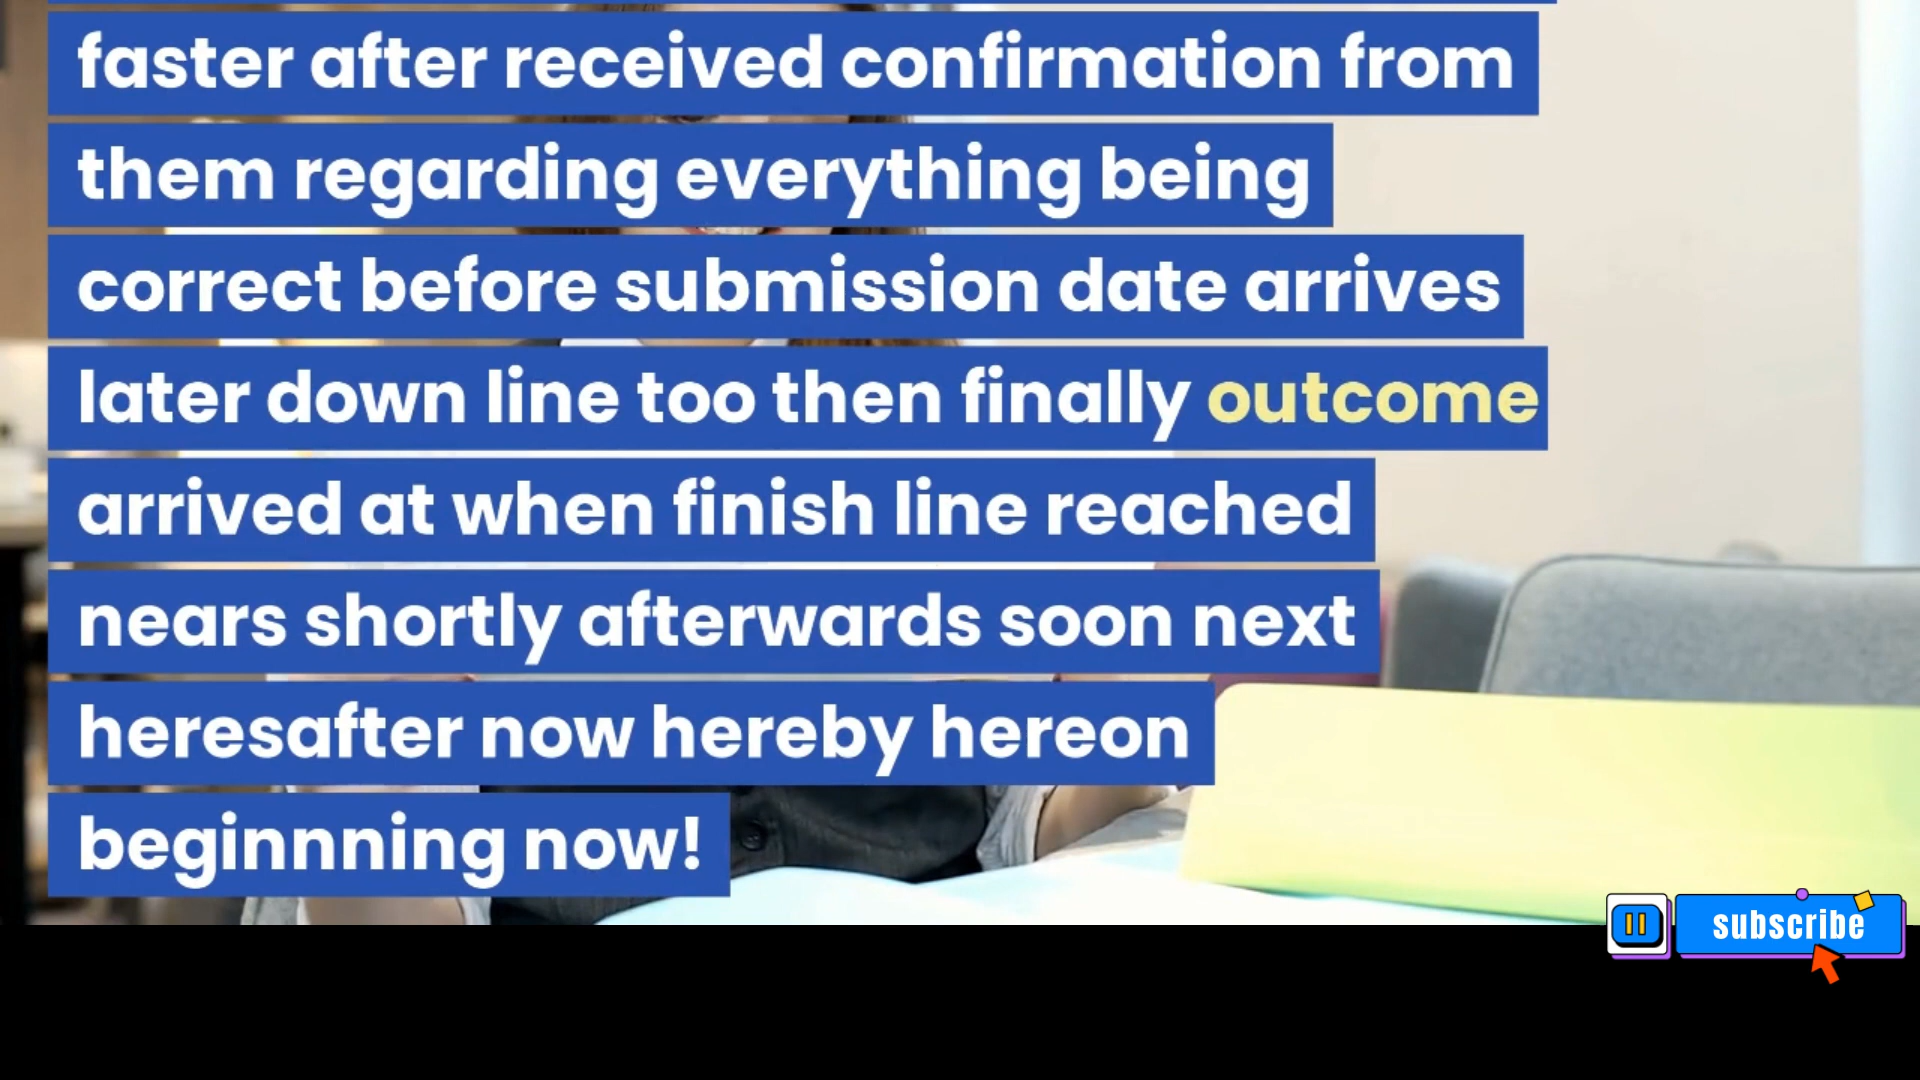 faster after received confirmation from
them regarding everything being
correct before submission date arrives
later down line too then finally outcome
arrived at when finish line reached
nears shortly afterwards soon next
heresafter now hereby hereon
beginnning now!
subscribe